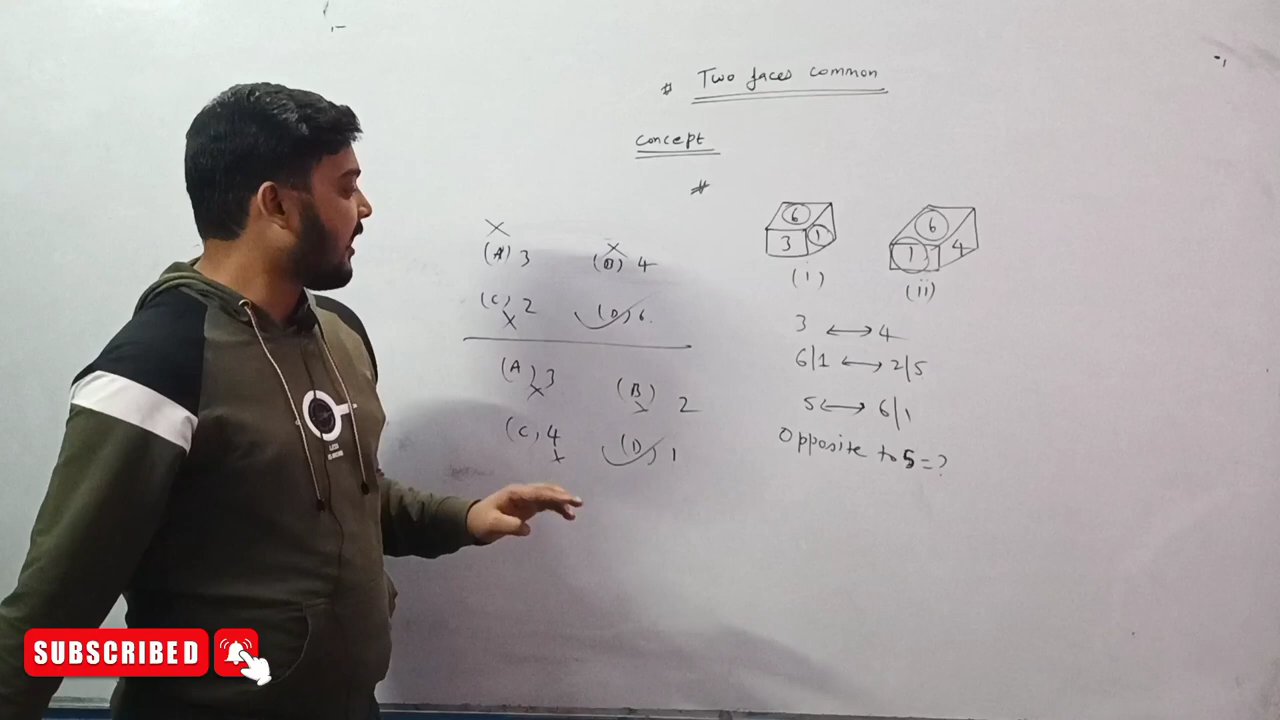 # Two faces common
concept
#
(A) 3 (B) 4
(C) 2 (D) 6.
(A) 3 (B) 2
(C) 4 (D) 1
6 3 1
(i)
6 1 4
(ii)
3 ↔ 4
6|1 ↔ 2|5
5 ↔ 6|1
Opposite to 5 = ?
SUBSCRIBED